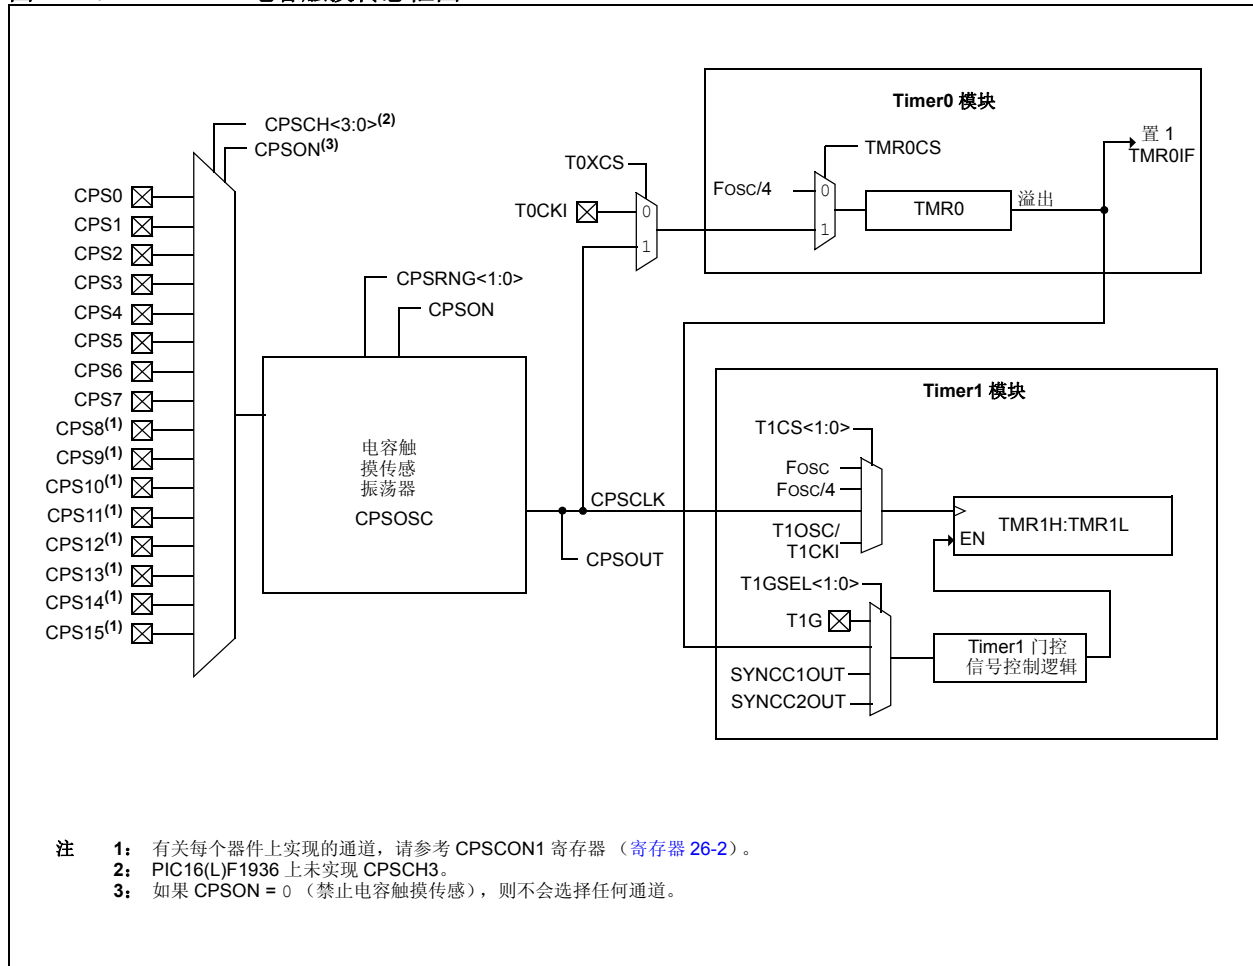 CPSCH<3:0>(2)
CPSON(3)
CPS0
CPS1
CPS2
CPS3
CPS4
CPS5
CPS6
CPS7
CPS8(1)
CPS9(1)
CPS10(1)
CPS11(1)
CPS12(1)
CPS13(1)
CPS14(1)
CPS15(1)
CPSRNG<1:0>
CPSON
电容触
摸传感
振荡器
CPSOSC
CPSCLK
CPSOUT
T0XCS
T0CKI
0
1
Timer0 模块
TMR0CS
FOSC/4
0
1
TMR0
溢出
置 1
TMR0IF
Timer1 模块
T1CS<1:0>
FOSC
FOSC/4
T1OSC/
T1CKI
TMR1H:TMR1L
EN
T1GSEL<1:0>
T1G
SYNCC1OUT
SYNCC2OUT
Timer1 门控
信号控制逻辑
注 1： 有关每个器件上实现的通道，请参考 CPSCON1 寄存器 （寄存器 26-2）。
2： PIC16(L)F1936 上未实现 CPSCH3。
3： 如果 CPSON = 0 （禁止电容触摸传感），则不会选择任何通道。